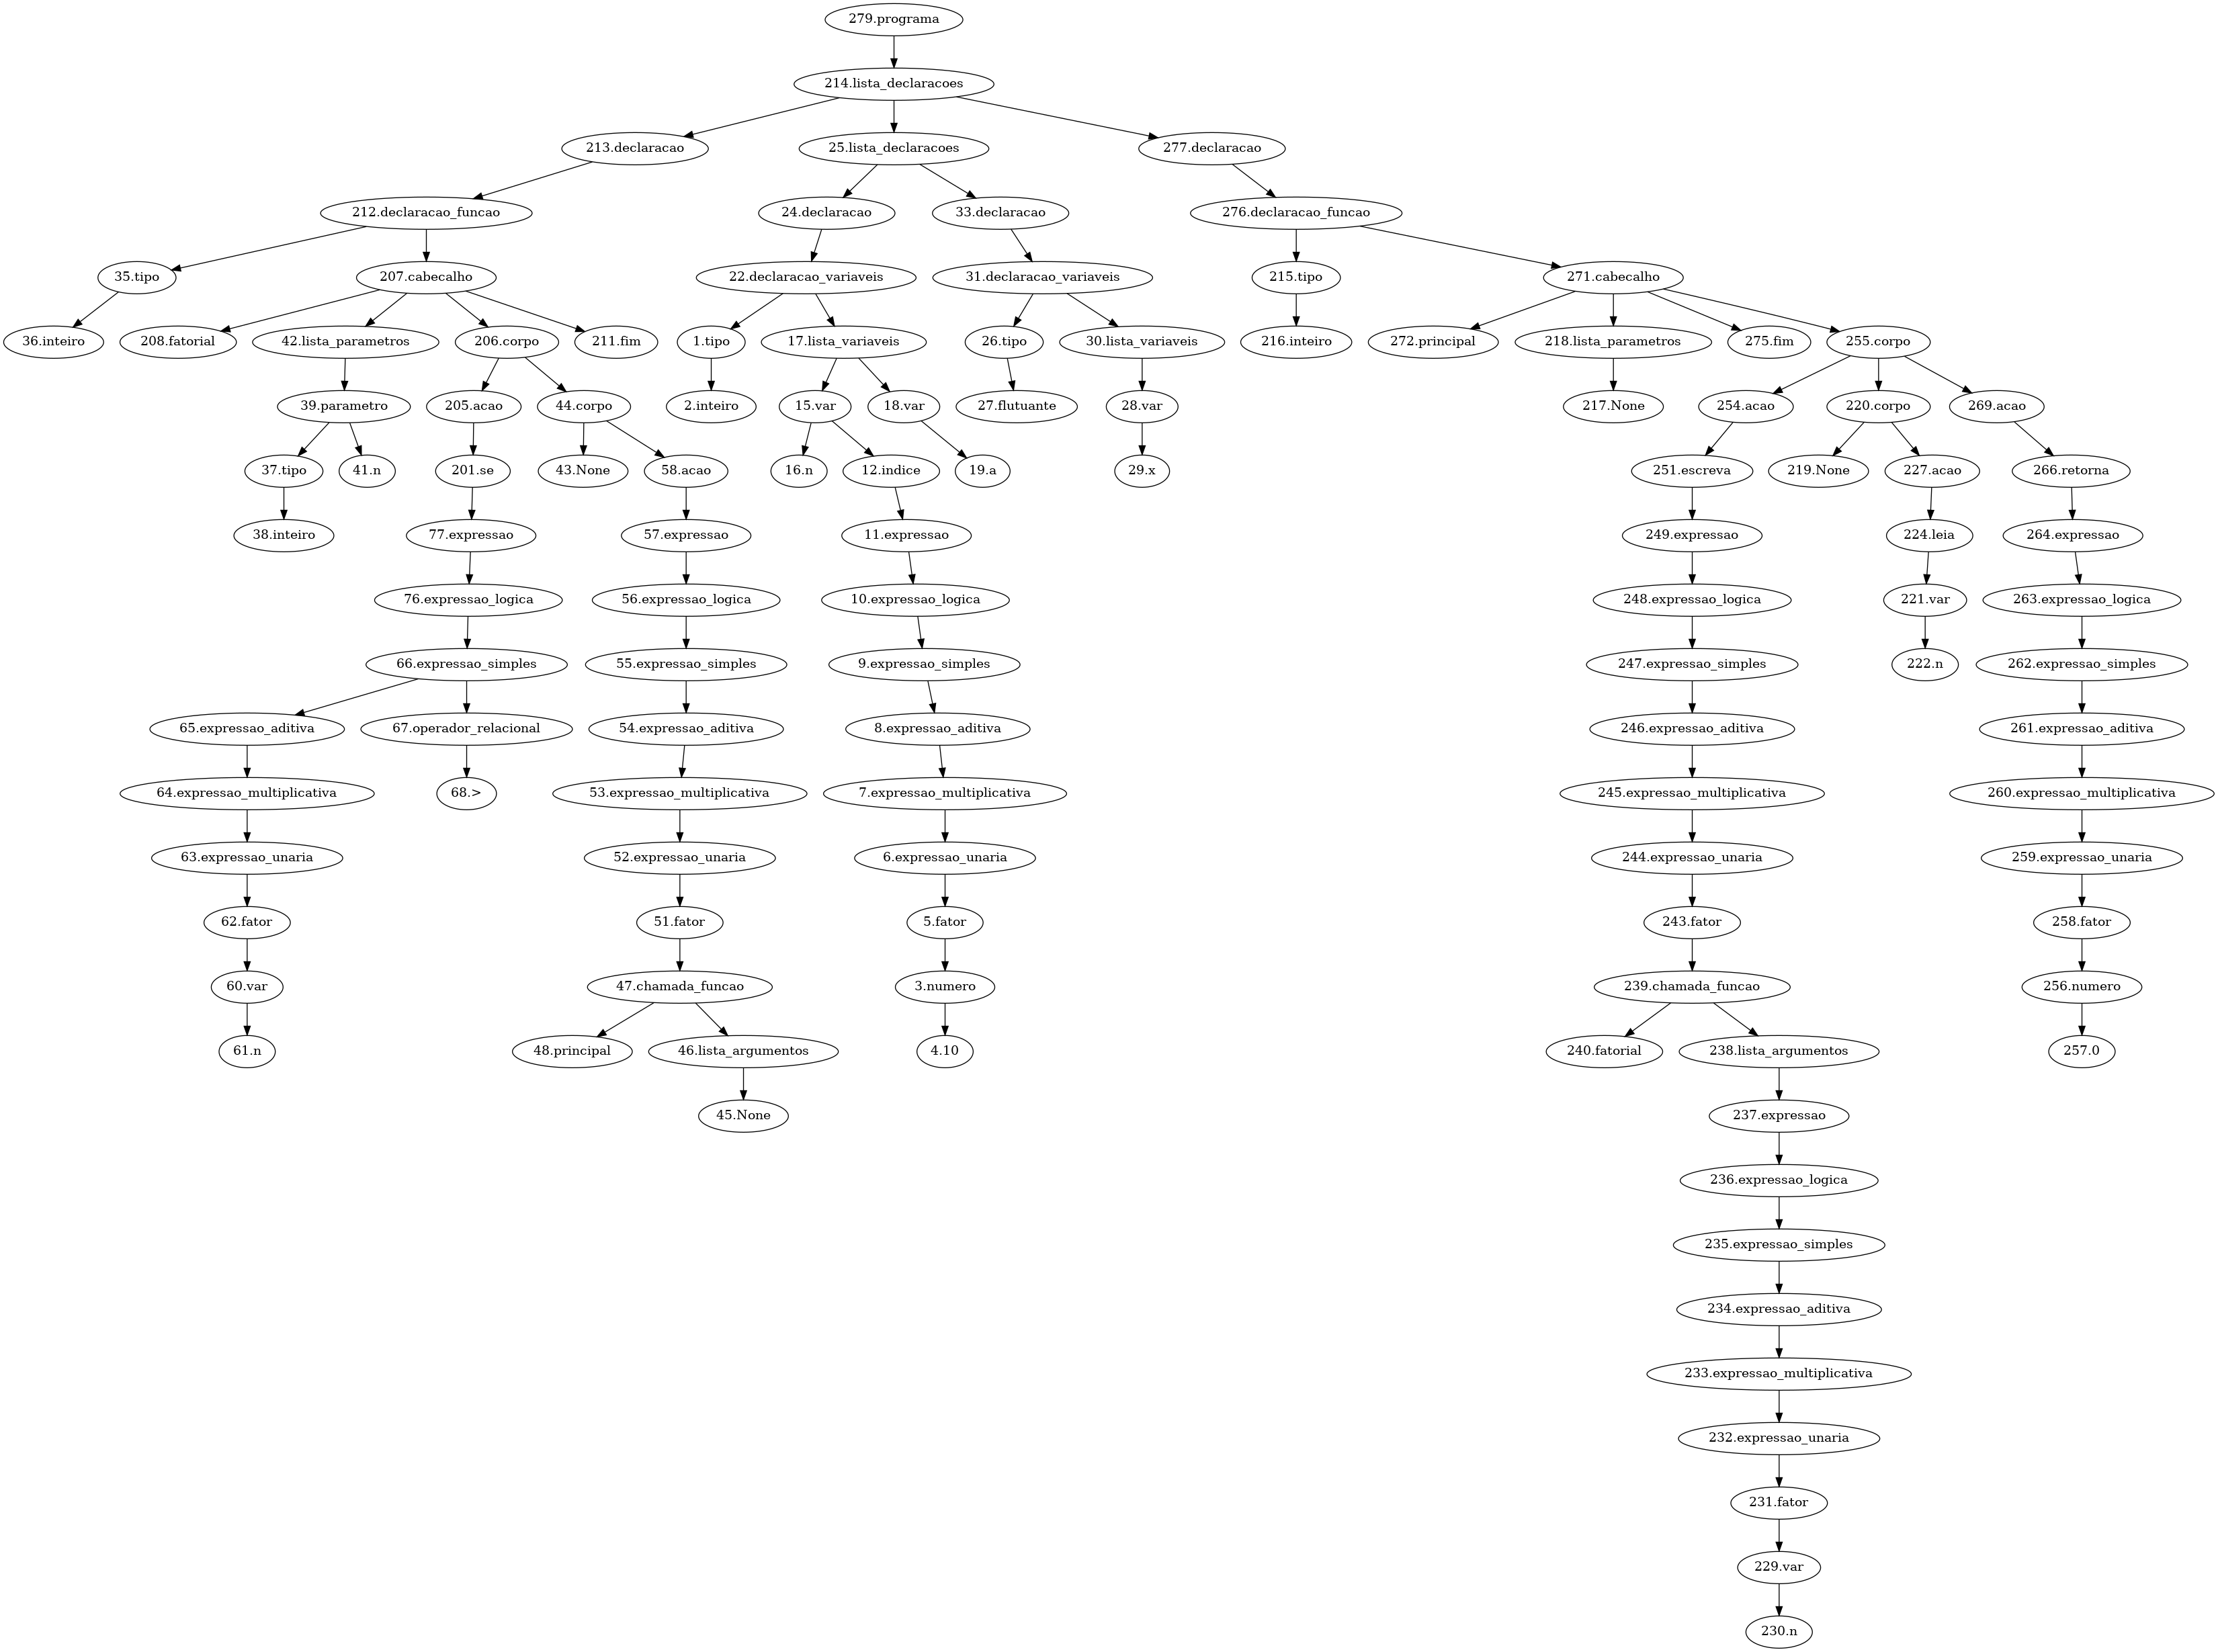 279.programa
214.lista_declaracoes
213.declaracao
25.lista_declaracoes
277.declaracao
212.declaracao_funcao
24.declaracao
33.declaracao
276.declaracao_funcao
35.tipo
207.cabecalho
22.declaracao_variaveis
31.declaracao_variaveis
215.tipo
271.cabecalho
36.inteiro
208.fatorial
42.lista_parametros
206.corpo
211.fim
1.tipo
17.lista_variaveis
26.tipo
30.lista_variaveis
216.inteiro
272.principal
218.lista_parametros
275.fim
255.corpo
39.parametro
205.acao
44.corpo
2.inteiro
15.var
18.var
27.flutuante
28.var
217.None
254.acao
220.corpo
269.acao
37.tipo
41.n
201.se
43.None
58.acao
16.n
12.indice
19.a
29.x
251.escreva
219.None
227.acao
266.retorna
38.inteiro
77.expressao
57.expressao
11.expressao
249.expressao
224.leia
264.expressao
76.expressao_logica
56.expressao_logica
10.expressao_logica
248.expressao_logica
221.var
263.expressao_logica
66.expressao_simples
55.expressao_simples
9.expressao_simples
247.expressao_simples
222.n
262.expressao_simples
65.expressao_aditiva
67.operador_relacional
54.expressao_aditiva
8.expressao_aditiva
246.expressao_aditiva
261.expressao_aditiva
64.expressao_multiplicativa
68.>
53.expressao_multiplicativa
7.expressao_multiplicativa
245.expressao_multiplicativa
260.expressao_multiplicativa
63.expressao_unaria
52.expressao_unaria
6.expressao_unaria
244.expressao_unaria
259.expressao_unaria
62.fator
51.fator
5.fator
243.fator
258.fator
60.var
47.chamada_funcao
3.numero
239.chamada_funcao
256.numero
61.n
48.principal
46.lista_argumentos
4.10
240.fatorial
238.lista_argumentos
257.0
45.None
237.expressao
236.expressao_logica
235.expressao_simples
234.expressao_aditiva
233.expressao_multiplicativa
232.expressao_unaria
231.fator
229.var
230.n